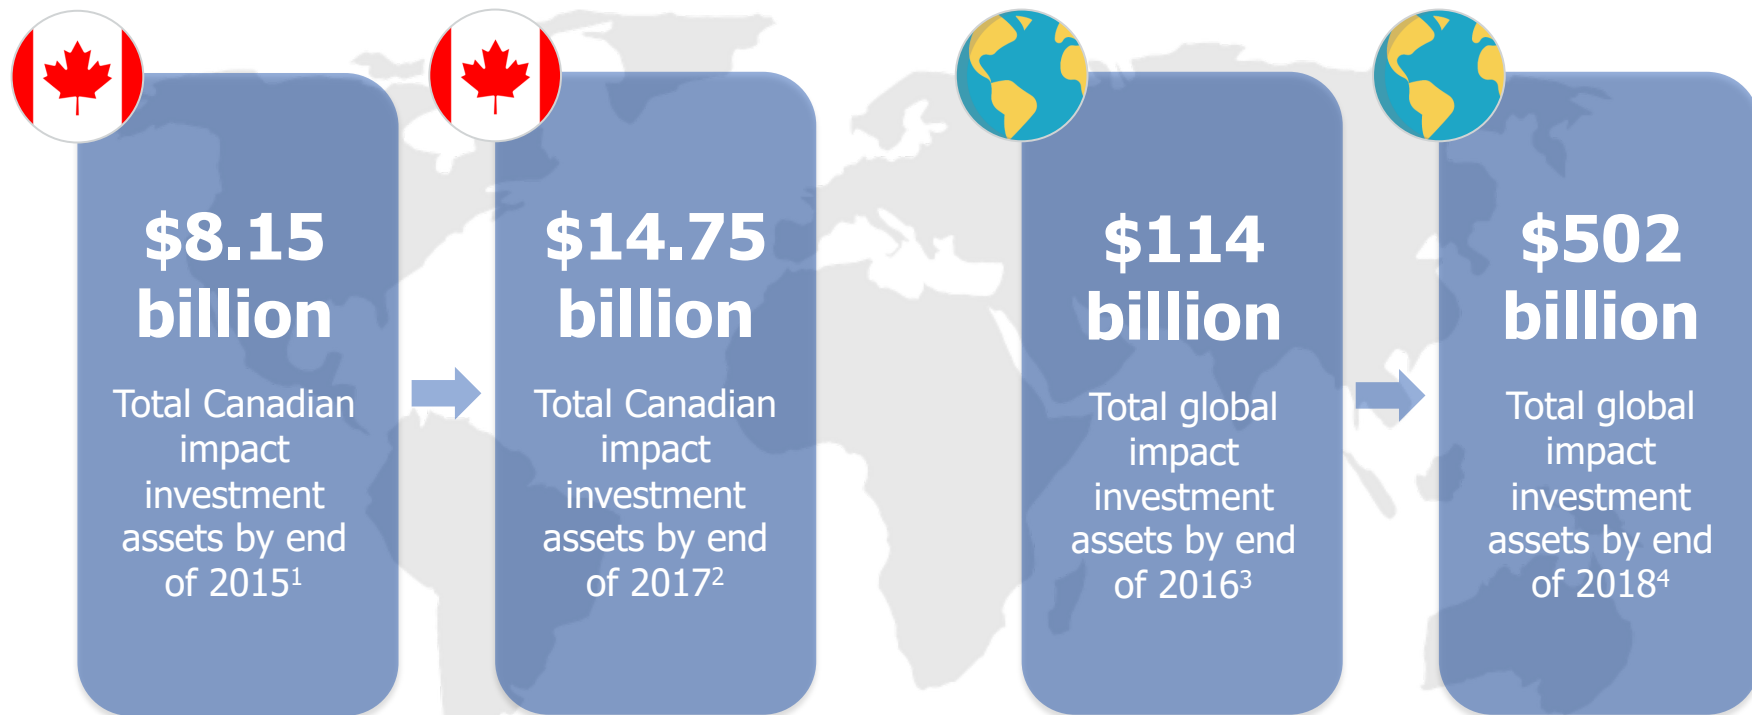 $8.15
billion
Total Canadian
impact
investment
assets by end
of 2015¹
$14.75
billion
Total Canadian
impact
investment
assets by end
of 2017²
$114
billion
Total global
impact
investment
assets by end
of 2016³
$502
billion
Total global
impact
investment
assets by end
of 2018⁴